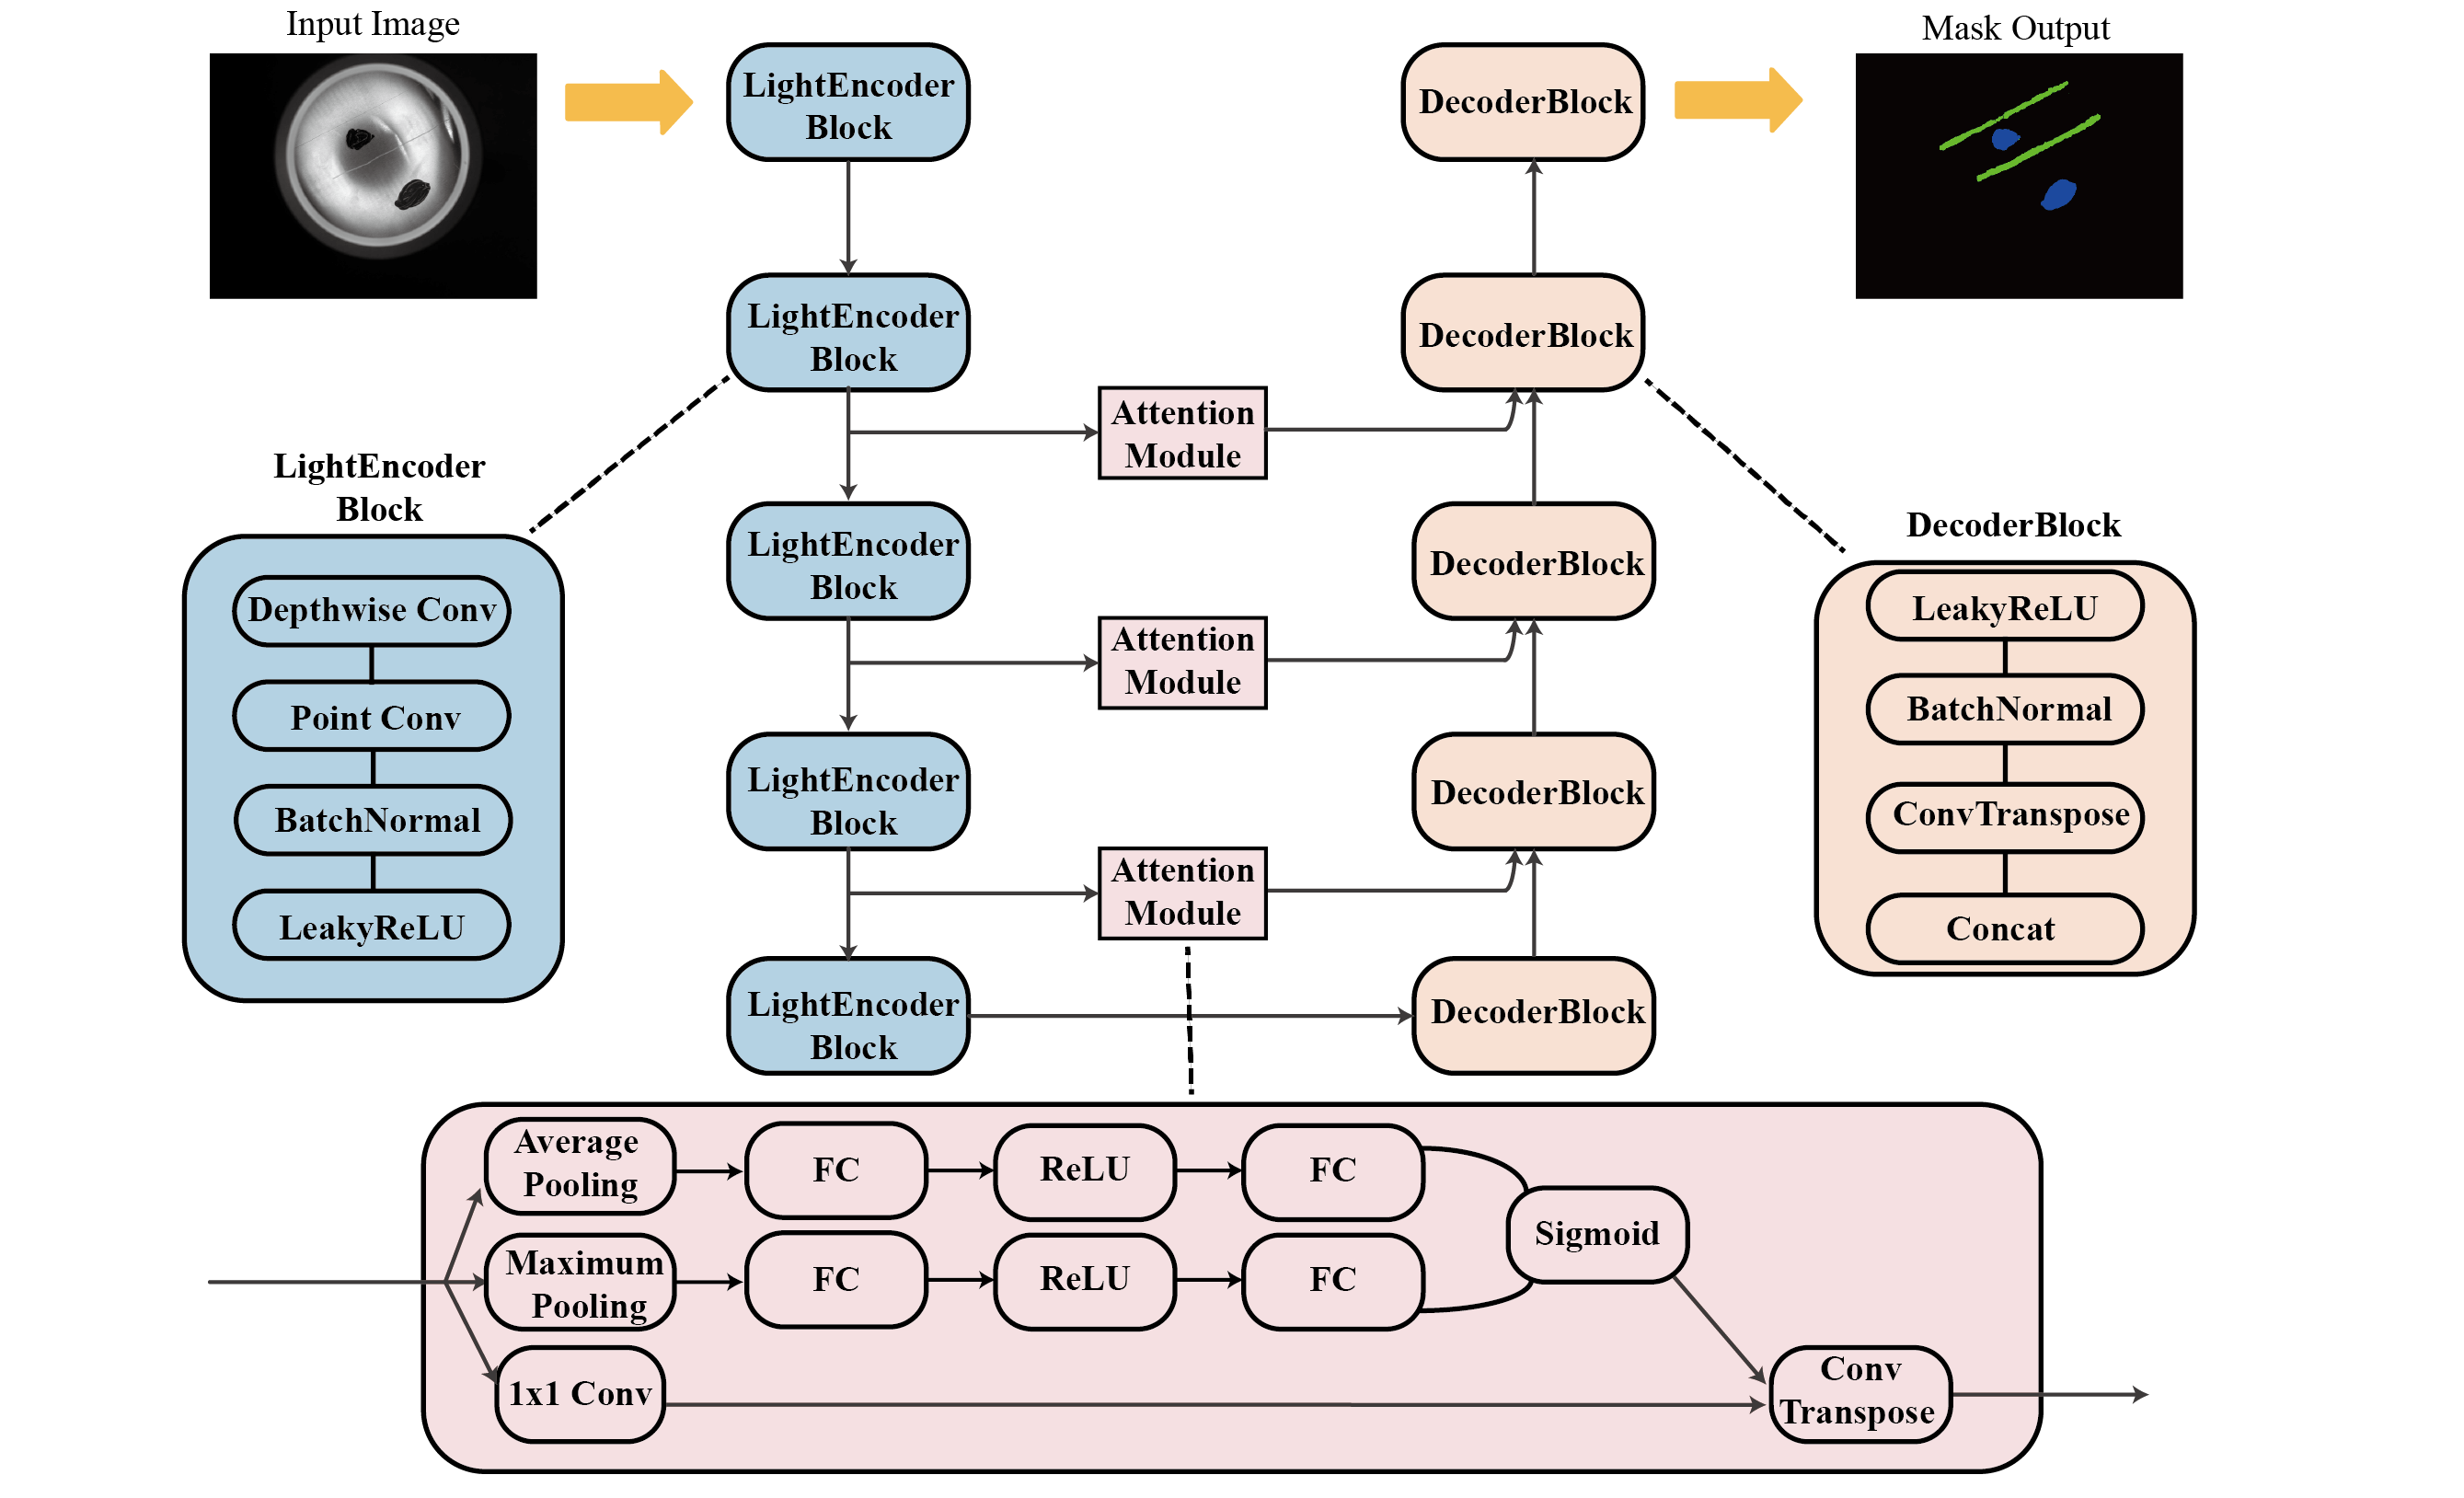 Input Image
Mask Output
LightEncoder
Block
DecoderBlock
LightEncoder
Block
DecoderBlock
Attention
Module
LightEncoder
Block
DecoderBlock
Attention
Module
LightEncoder
Block
DecoderBlock
Attention
Module
LightEncoder
Block
DecoderBlock
LightEncoder
Block
Depthwise Conv
Point Conv
BatchNormal
LeakyReLU
DecoderBlock
LeakyReLU
BatchNormal
ConvTranspose
Concat
Average
Pooling
FC
ReLU
FC
Maximum
Pooling
FC
ReLU
FC
Sigmoid
1x1 Conv
Conv
Transpose